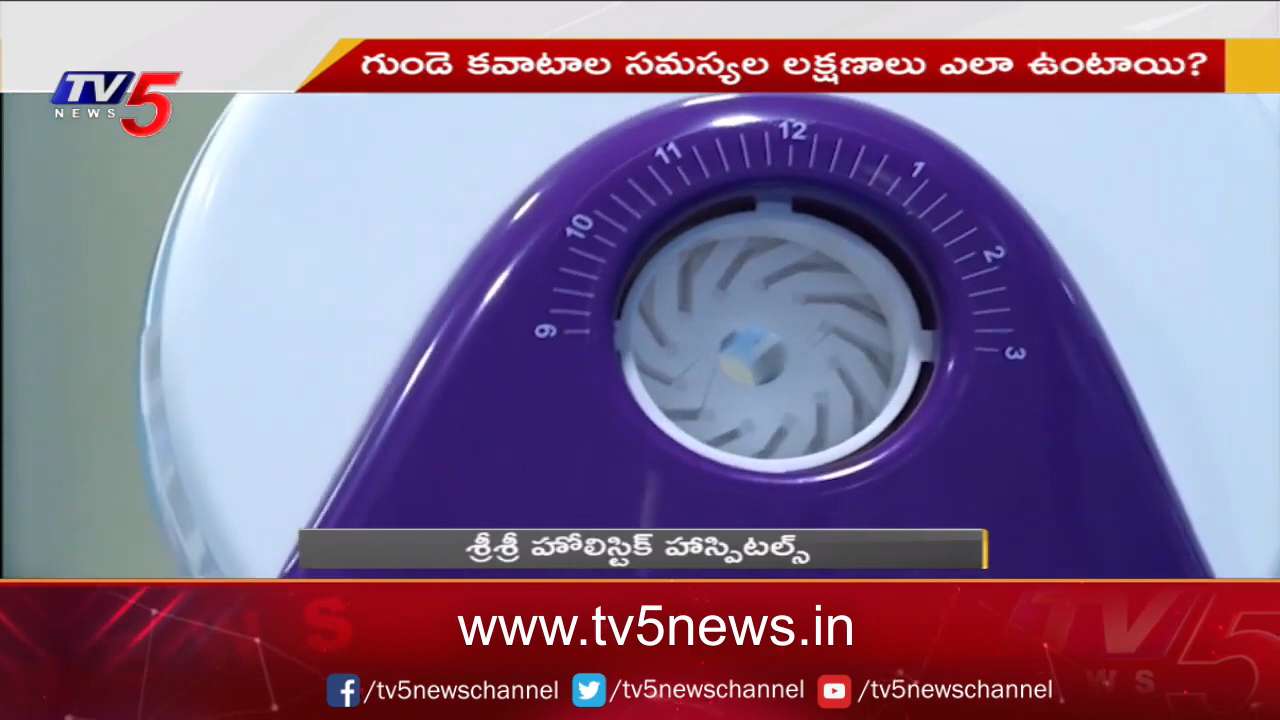 గుండె కవాటాల సమస్యల లక్షణాలు ఎలా ఉంటాయి?
TV5
NEWS
9 10 11 12 1 2 3
శ్రీశ్రీ హోలిస్టిక్ హాస్పిటల్స్
www.tv5news.in
/tv5newschannel /tv5newschannel /tv5newschannel